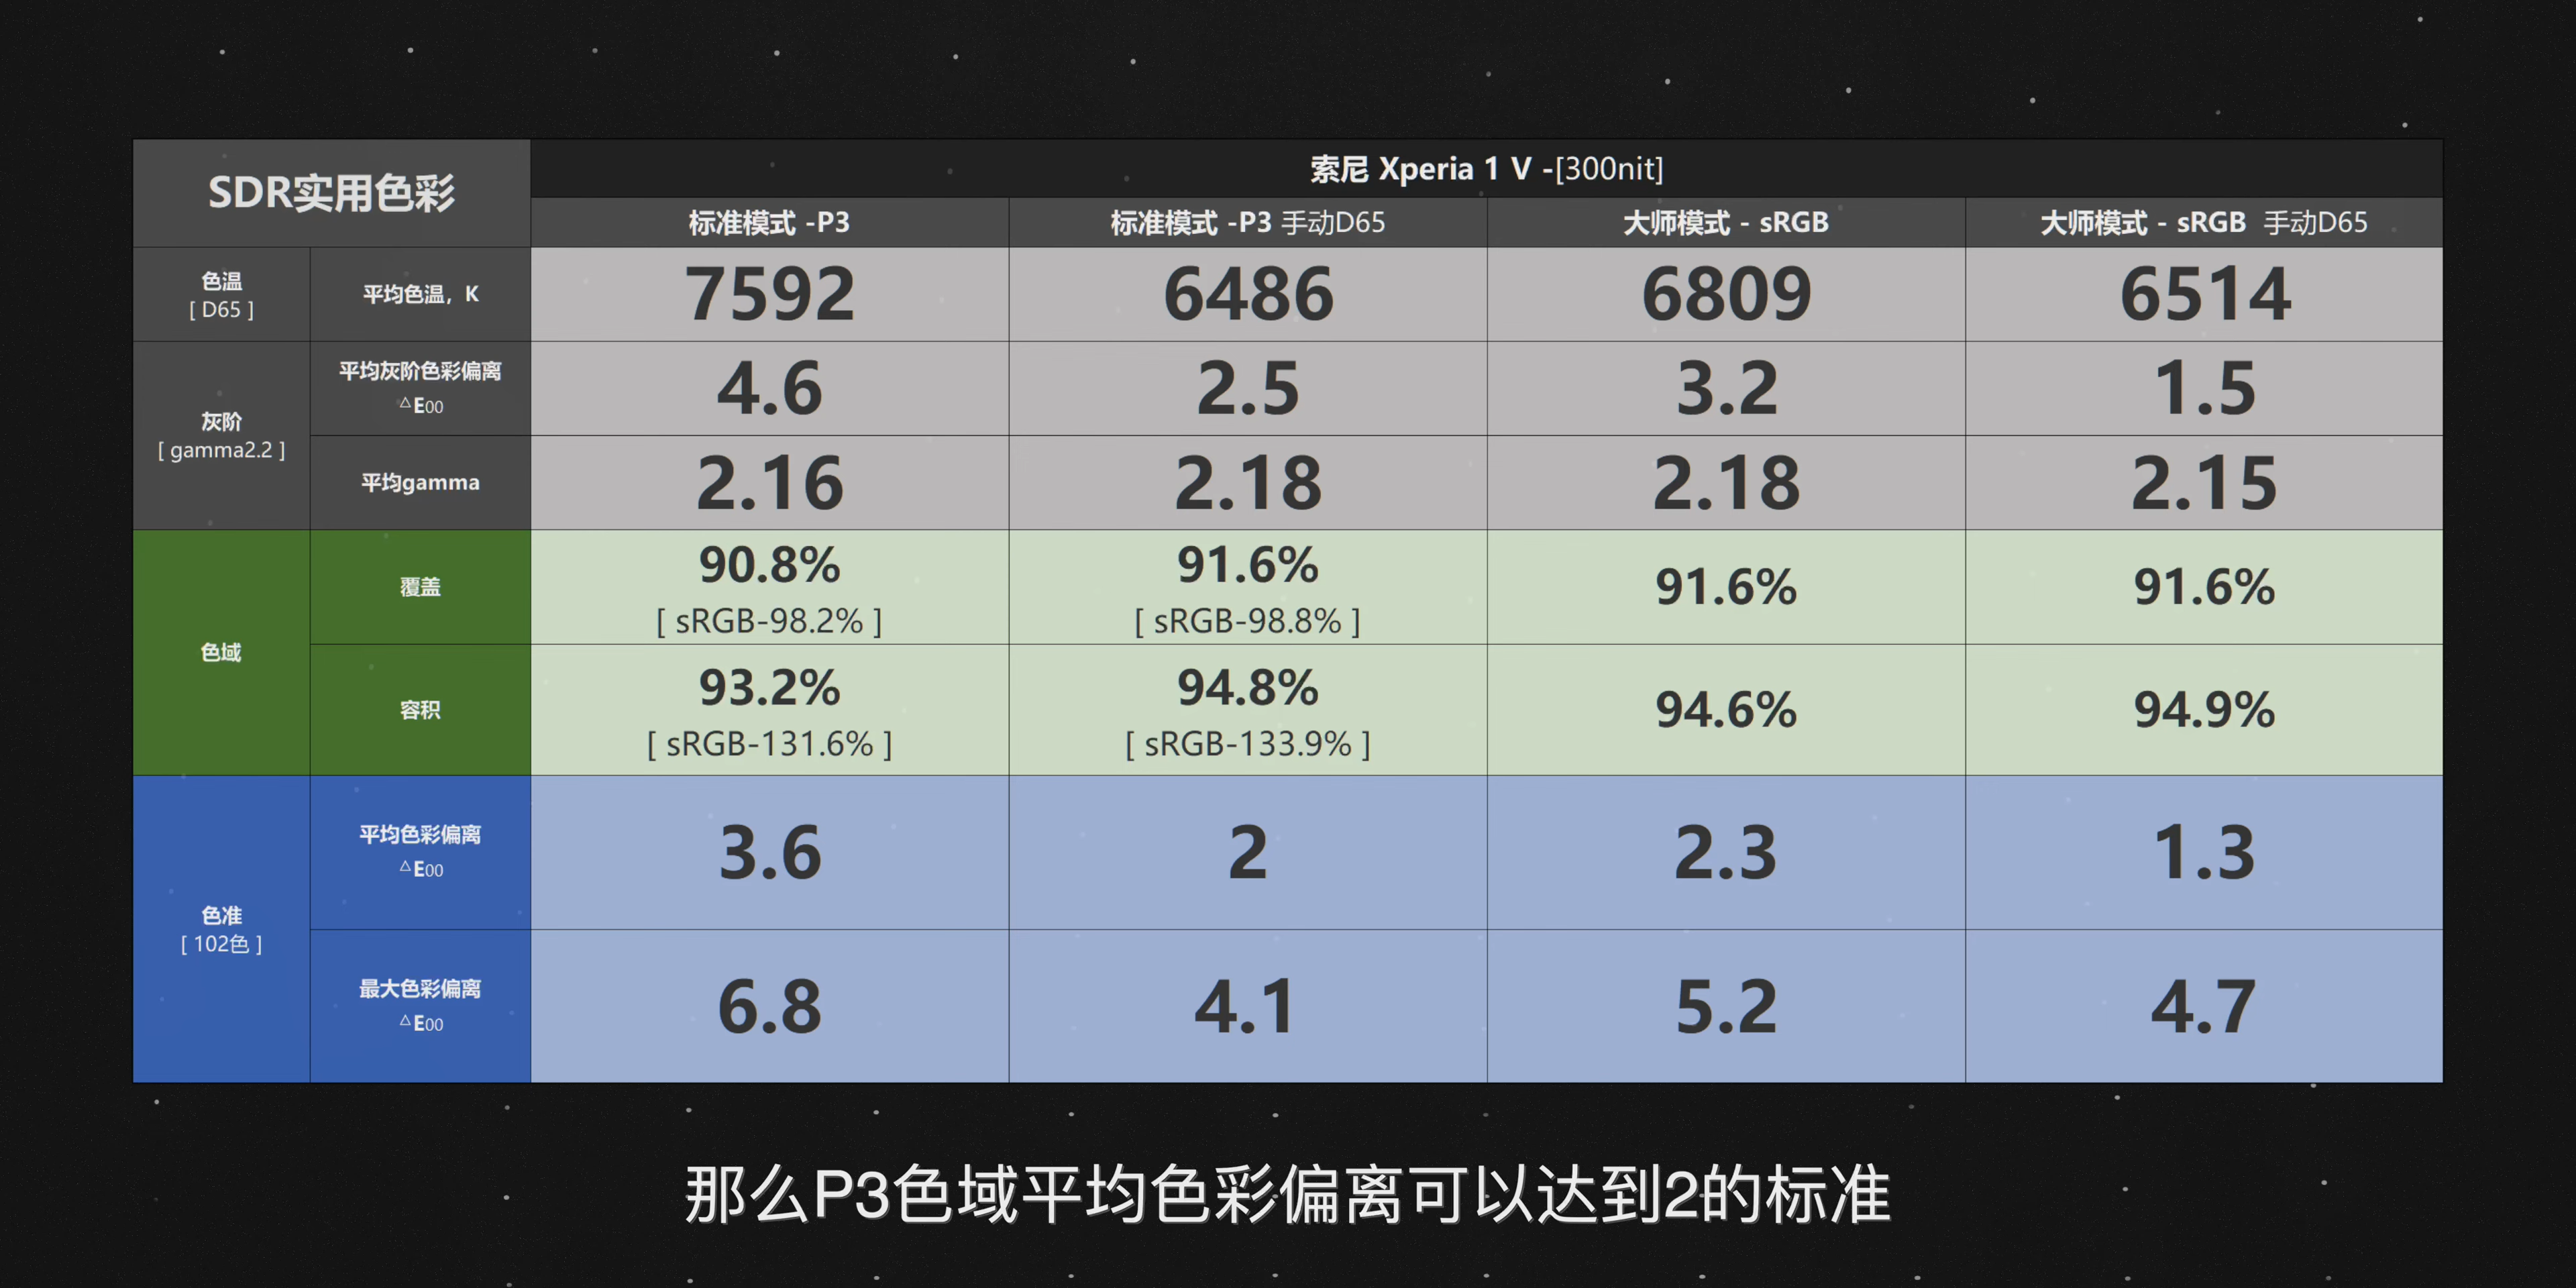 SDR实用色彩
索尼 Xperia 1 V -[300nit]
标准模式 -P3
标准模式 -P3 手动D65
大师模式 - sRGB
大师模式 - sRGB 手动D65
色温
[ D65 ]
平均色温，K
7592
6486
6809
6514
灰阶
[ gamma2.2 ]
平均灰阶色彩偏离
△E00
4.6
2.5
3.2
1.5
平均gamma
2.16
2.18
2.18
2.15
色域
覆盖
90.8%
[ sRGB-98.2% ]
91.6%
[ sRGB-98.8% ]
91.6%
91.6%
容积
93.2%
[ sRGB-131.6% ]
94.8%
[ sRGB-133.9% ]
94.6%
94.9%
色准
[ 102色 ]
平均色彩偏离
△E00
3.6
2
2.3
1.3
最大色彩偏离
△E00
6.8
4.1
5.2
4.7
那么P3色域平均色彩偏离可以达到2的标准